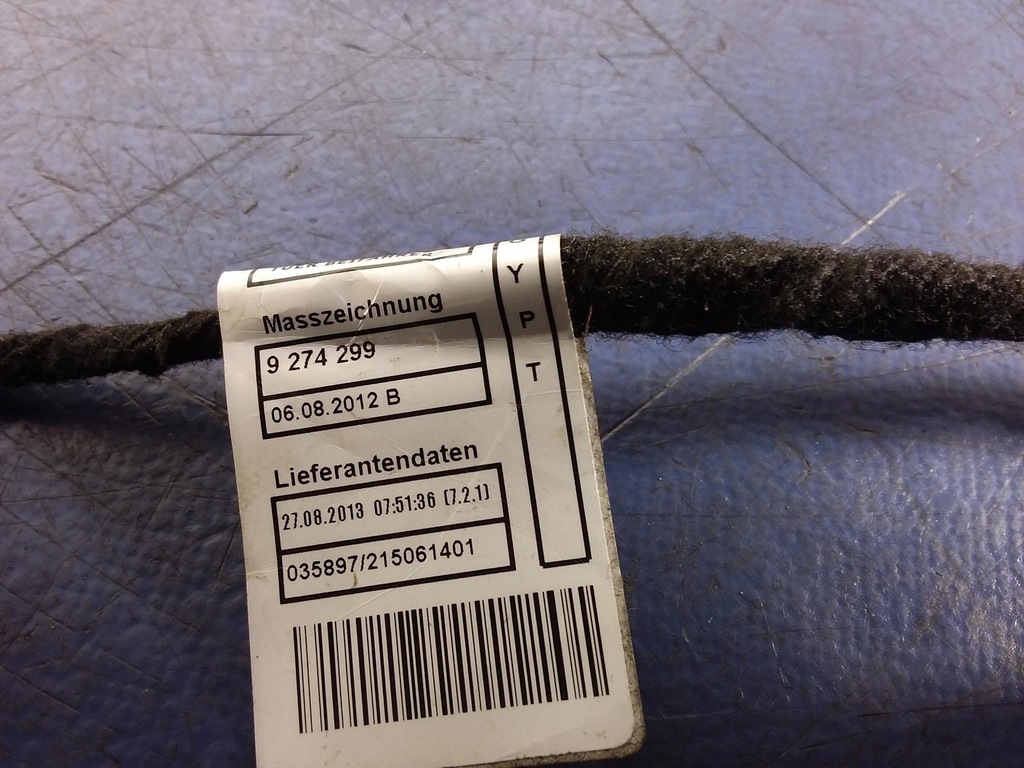 Masszeichnung
9 274 299
06.08.2012 B
Lieferantendaten
27.08.2013 07:51:36 (7.2.1)
035897/215061401
Y
P
T